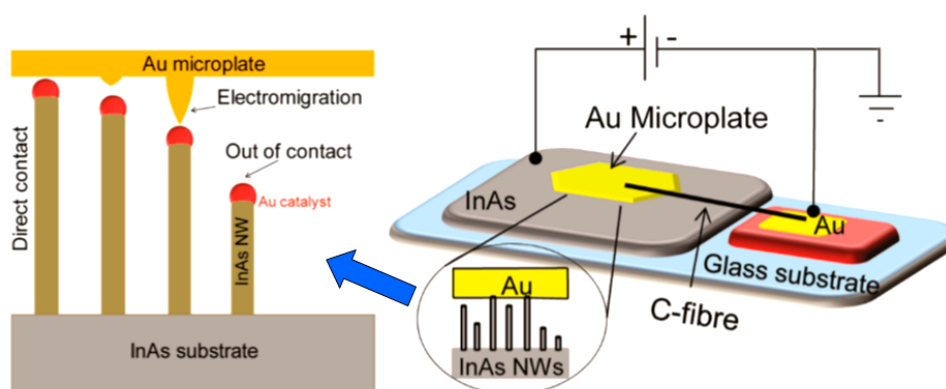 Au microplate
Electromigration
Out of contact
Au catalyst
Direct contact
InAs NW
InAs substrate
+
-
Au Microplate
InAs
Au
Glass substrate
C-fibre
Au
InAs NWs